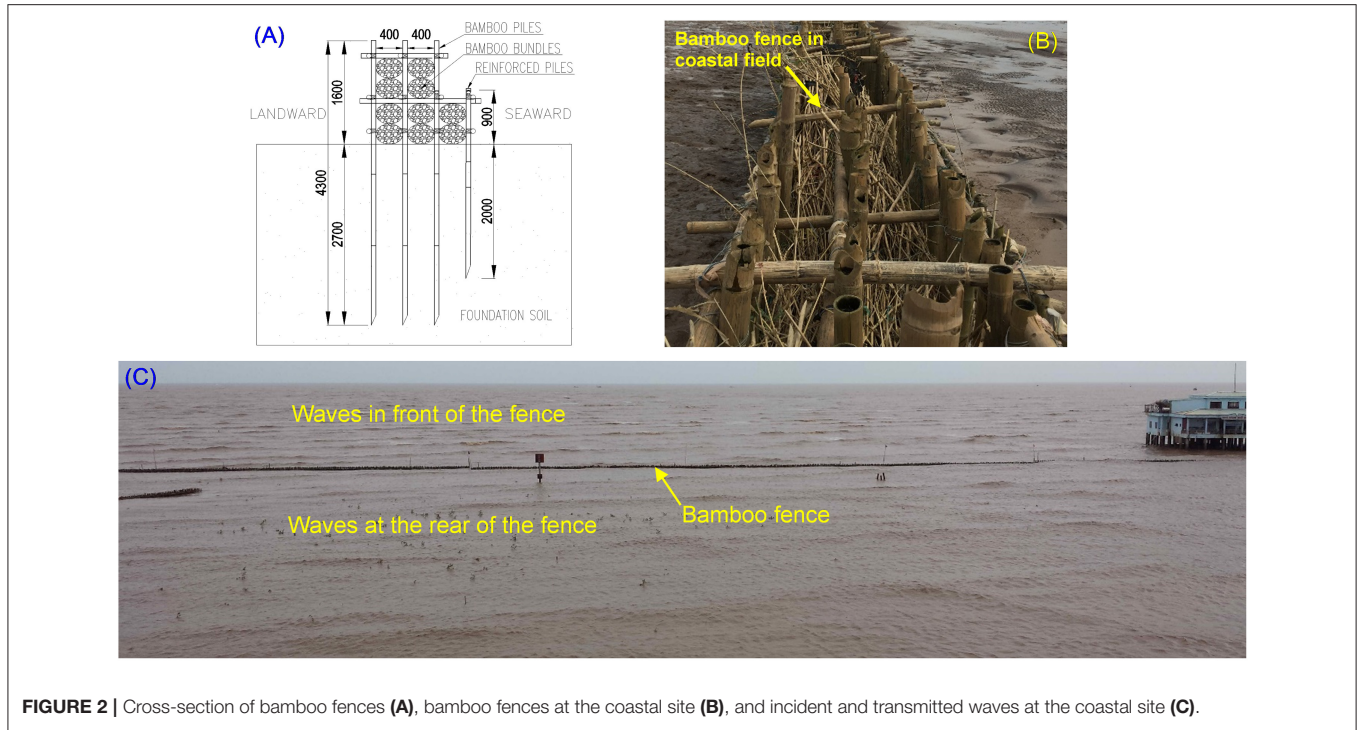 (A)
400 400
BAMBOO PILES
BAMBOO BUNDLES
REINFORCED PILES
1600
LANDWARD
900
SEAWARD
4300
2700
2000
FOUNDATION SOIL
(B)
Bamboo fence in
coastal field
(C)
Waves in front of the fence
Waves at the rear of the fence
Bamboo fence
FIGURE 2 | Cross-section of bamboo fences (A), bamboo fences at the coastal site (B), and incident and transmitted waves at the coastal site (C).